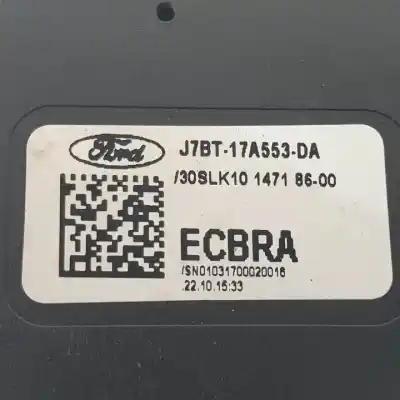 Ford
J7BT-17A553-DA
/30SLK10 1471 86-00
ECBRA
/SN01031700020016
.22.10.15:33